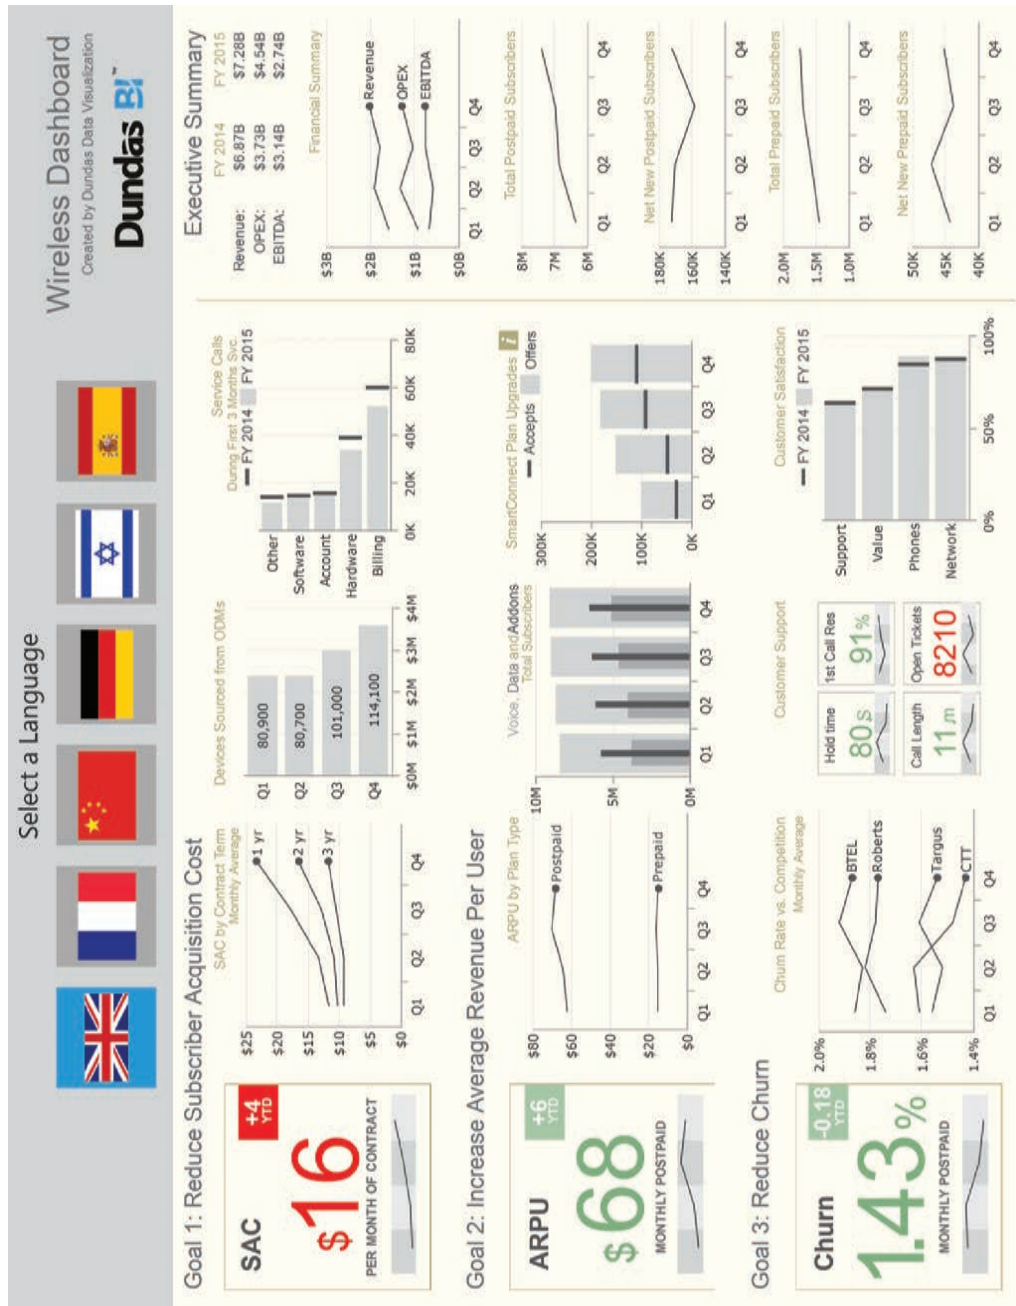 Select a Language
Wireless Dashboard
Created by Dundas Data Visualization
Dundas BI™
Goal 1: Reduce Subscriber Acquisition Cost
SAC
+4
YTD
$16
PER MONTH OF CONTRACT
SAC by Contract Term
Monthly Average
$25
$20
$15
$10
$5
$0
1 yr
2 yr
3 yr
Q1 Q2 Q3 Q4
Devices Sourced from ODMs
Q1 80,900
Q2 80,700
Q3 101,000
Q4 114,100
$0M $1M $2M $3M $4M
Service Calls
During First 3 Months Svc.
FY 2014 FY 2015
Other
Software
Account
Hardware
Billing
0K 20K 40K 60K 80K
Goal 2: Increase Average Revenue Per User
ARPU
+6
YTD
$68
MONTHLY POSTPAID
ARPU by Plan Type
$80
$60
$40
$20
$0
Postpaid
Prepaid
Q1 Q2 Q3 Q4
Voice, Data and Addons
Total Subscribers
10M
5M
0M
Q1 Q2 Q3 Q4
SmartConnect Plan Upgrades i
Accepts Offers
300K
200K
100K
0K
Q1 Q2 Q3 Q4
Goal 3: Reduce Churn
Churn
-0.18
YTD
1.43%
MONTHLY POSTPAID
Churn Rate vs. Competition
Monthly Average
2.0%
1.8%
1.6%
1.4%
BTEL
Roberts
Targus
CTT
Q1 Q2 Q3 Q4
Customer Support
Hold time
80s
1st Call Res
91%
Call Length
11m
Open Tickets
8210
Customer Satisfaction
FY 2014 FY 2015
Support
Value
Phones
Network
0% 50% 100%
Executive Summary
FY 2014 FY 2015
Revenue: $6.87B $7.28B
OPEX: $3.73B $4.54B
EBITDA: $3.14B $2.74B
Financial Summary
$3B
$2B
$1B
$0B
Revenue
OPEX
EBITDA
Q1 Q2 Q3 Q4
Total Postpaid Subscribers
8M
7M
6M
Q1 Q2 Q3 Q4
Net New Postpaid Subscribers
180K
160K
140K
Q1 Q2 Q3 Q4
Total Prepaid Subscribers
2.0M
1.5M
1.0M
Q1 Q2 Q3 Q4
Net New Prepaid Subscribers
50K
45K
40K
Q1 Q2 Q3 Q4